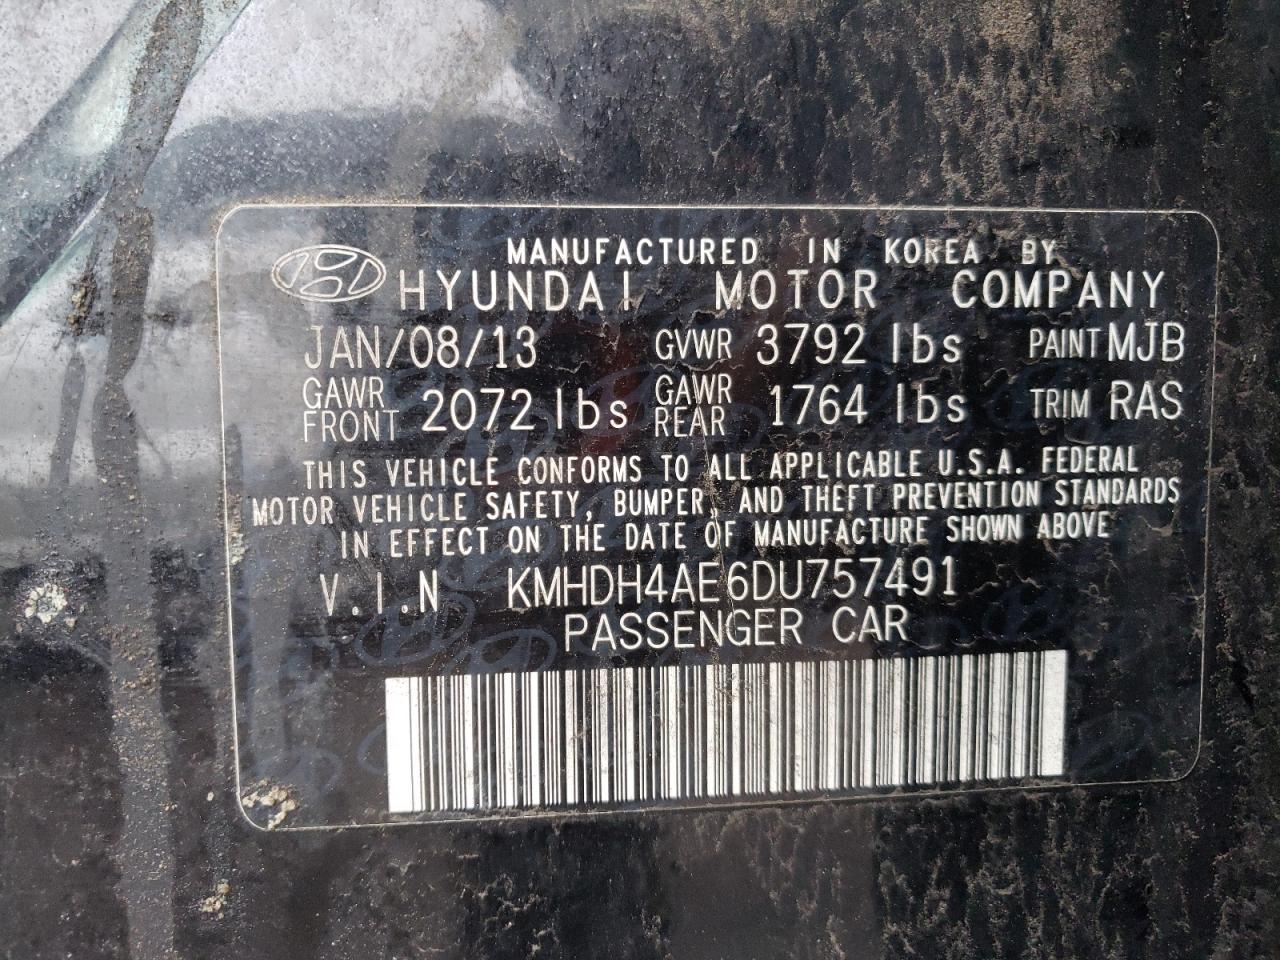 MANUFACTURED IN KOREA BY
HYUNDAI MOTOR COMPANY
JAN/08/13 GVWR 3792 lbs PAINT MJB
GAWR FRONT 2072 lbs GAWR REAR 1764 lbs TRIM RAS
THIS VEHICLE CONFORMS TO ALL APPLICABLE U.S.A. FEDERAL
MOTOR VEHICLE SAFETY, BUMPER, AND THEFT PREVENTION STANDARDS
IN EFFECT ON THE DATE OF MANUFACTURE SHOWN ABOVE
V.I.N KMHDH4AE6DU757491
PASSENGER CAR